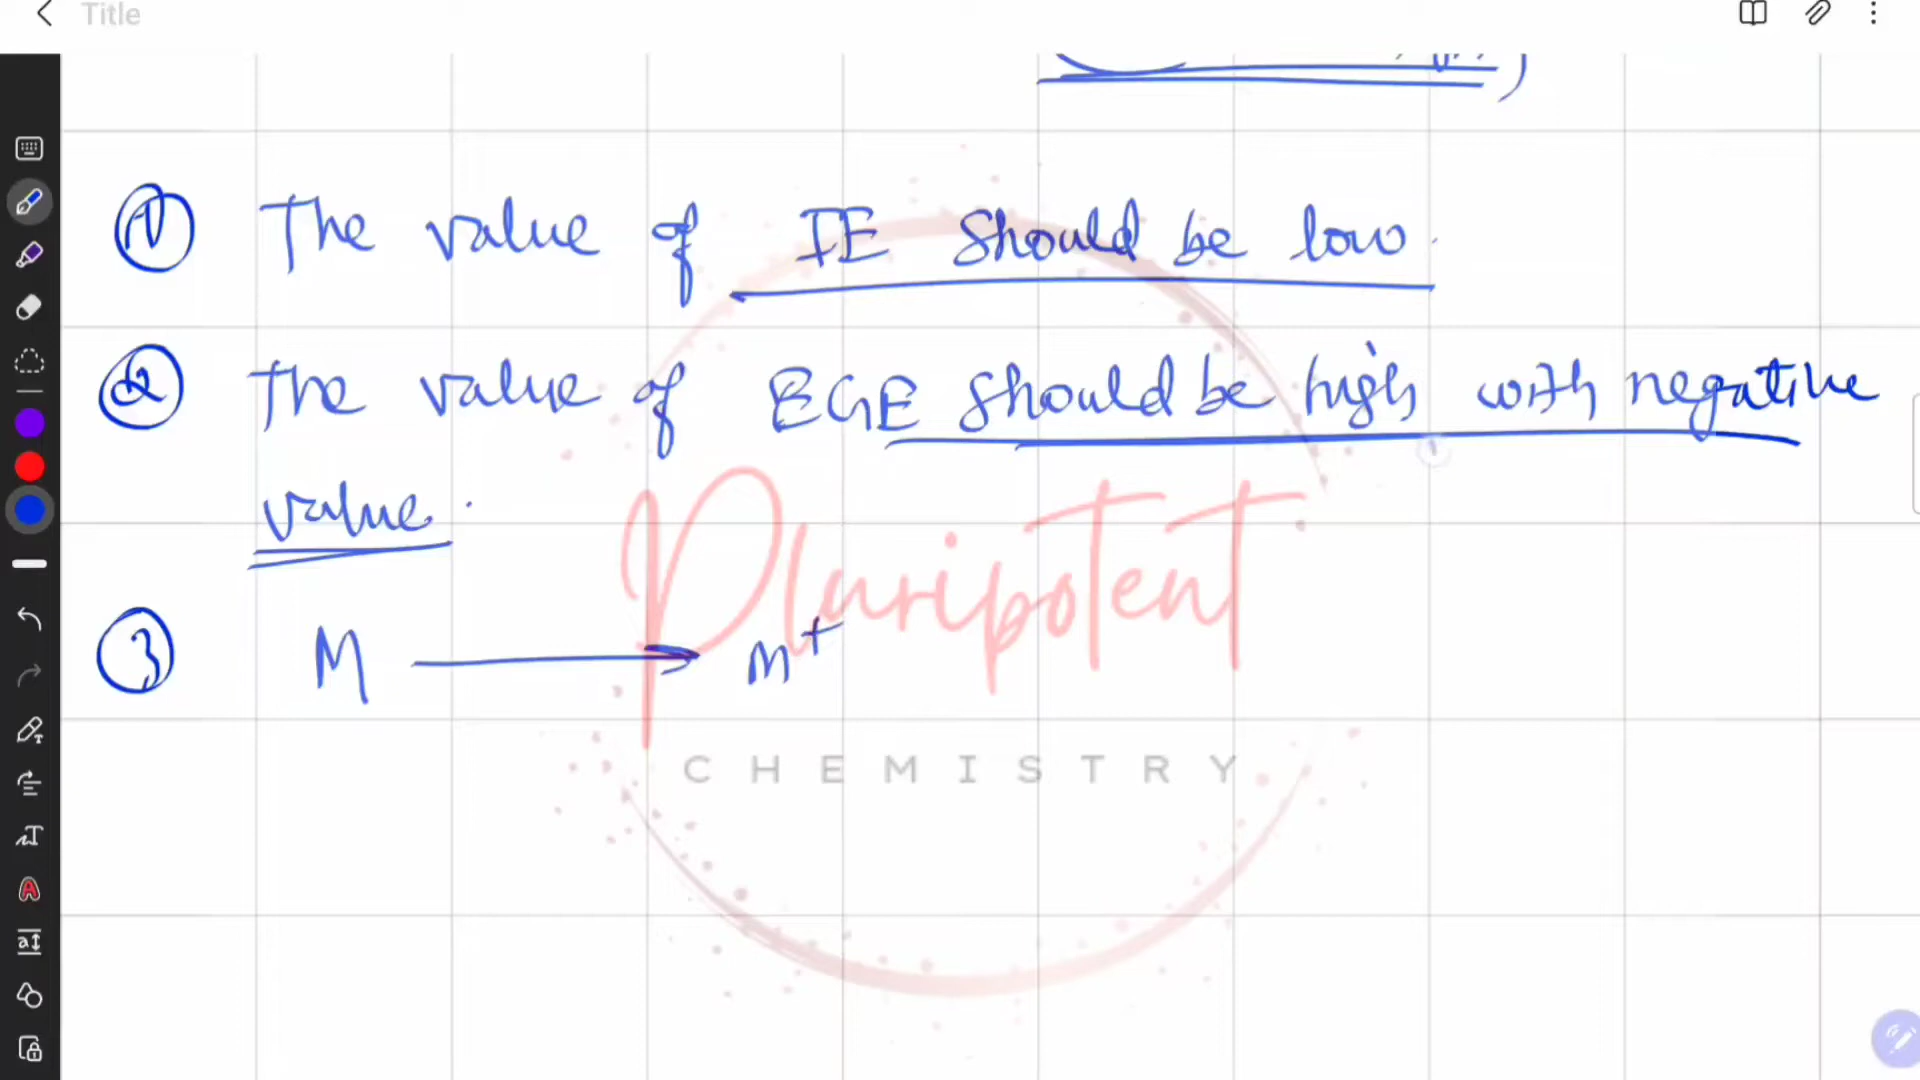 Title
① The value of IE should be low.
② The value of EGE should be high with negative
value.
③ M ⟶ M⁺
Pluripotent
CHEMISTRY